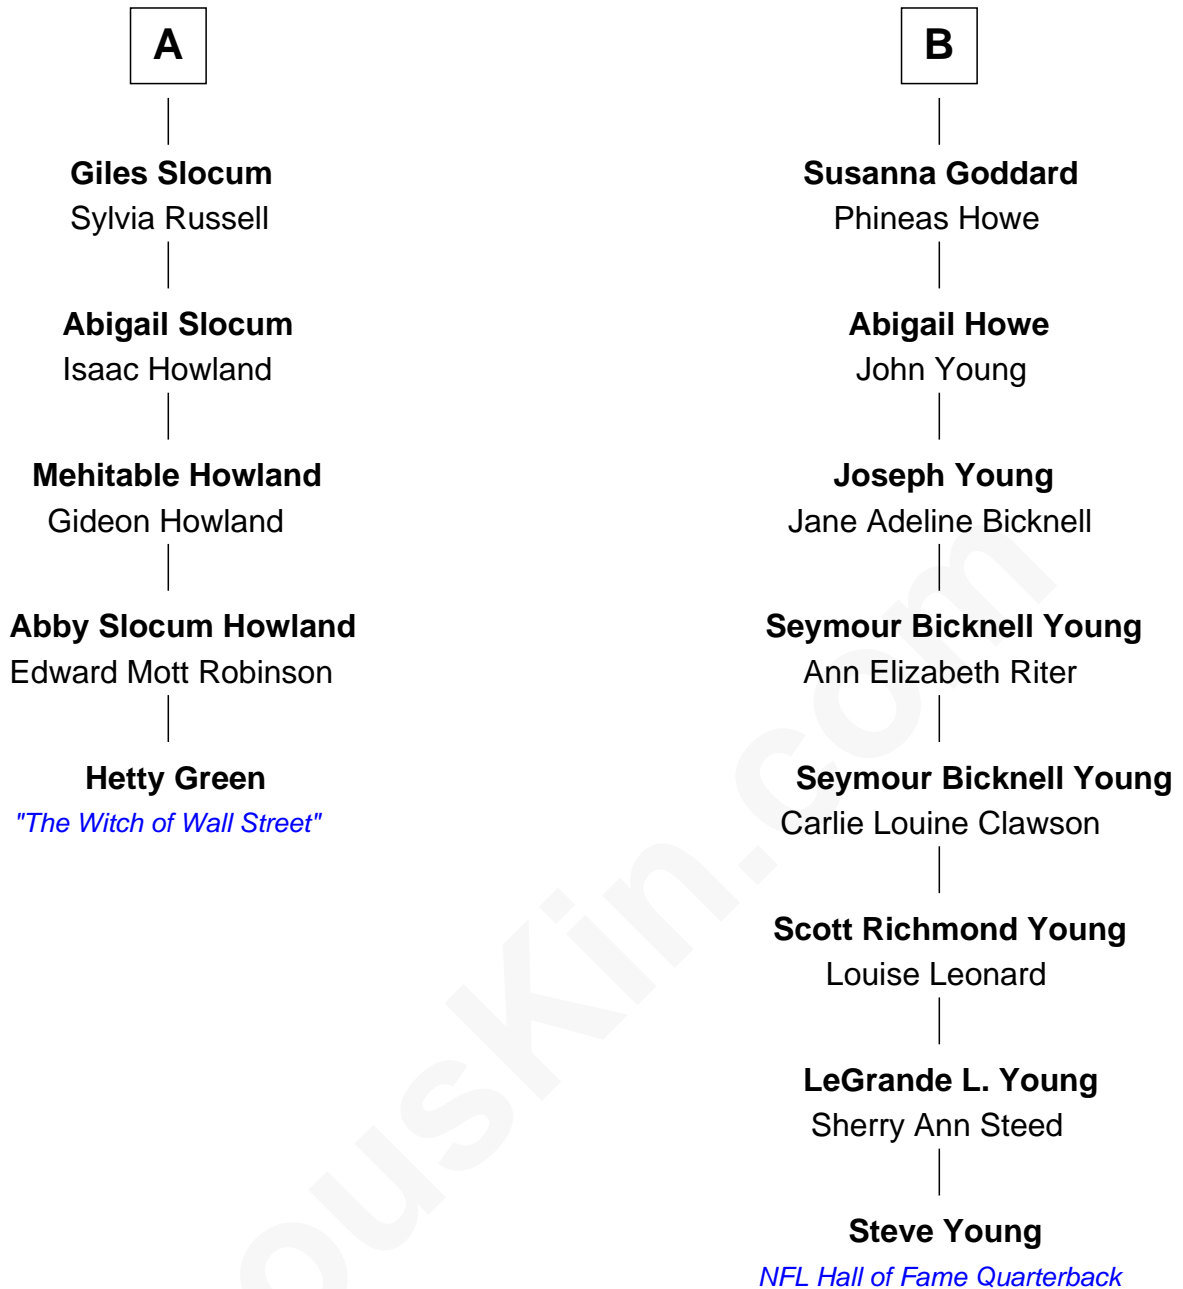 A
Giles Slocum
Sylvia Russell
Abigail Slocum
Isaac Howland
Mehitable Howland
Gideon Howland
Abby Slocum Howland
Edward Mott Robinson
Hetty Green
"The Witch of Wall Street"
B
Susanna Goddard
Phineas Howe
Abigail Howe
John Young
Joseph Young
Jane Adeline Bicknell
Seymour Bicknell Young
Ann Elizabeth Riter
Seymour Bicknell Young
Carlie Louine Clawson
Scott Richmond Young
Louise Leonard
LeGrande L. Young
Sherry Ann Steed
Steve Young
NFL Hall of Fame Quarterback
ousKin.com